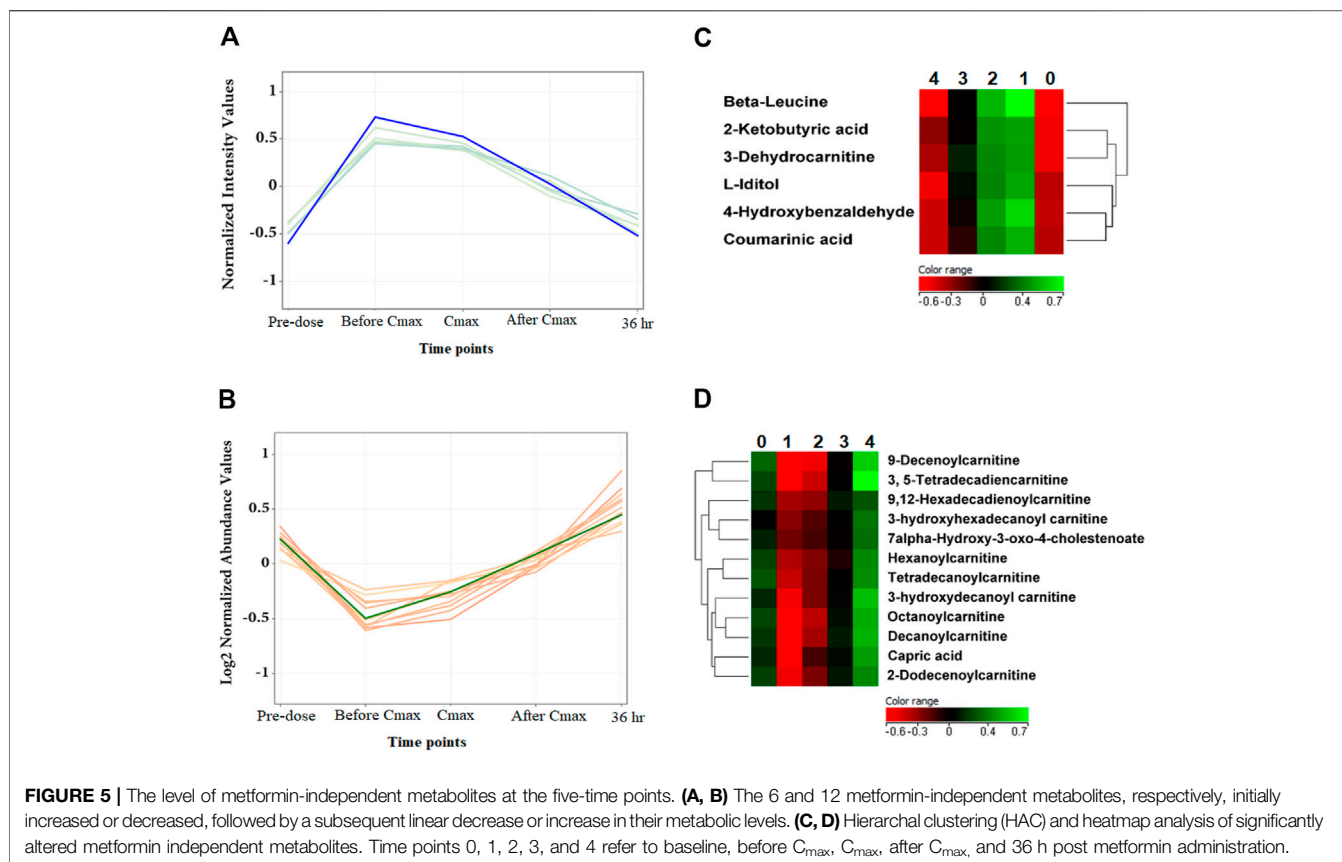 A
Normalized Intensity Values
1
0.5
0
-0.5
-1
Pre-dose Before Cmax Cmax After Cmax 36 hr
Time points
C
4 3 2 1 0
Beta-Leucine
2-Ketobutyric acid
3-Dehydrocarnitine
L-Iditol
4-Hydroxybenzaldehyde
Coumarinic acid
Color range
-0.6 -0.3 0 0.4 0.7
B
Log2 Normalized Abundance Values
1
0.5
0
-0.5
-1
Pre-dose Before Cmax Cmax After Cmax 36 hr
Time points
D
0 1 2 3 4
9-Decenoylcarnitine
3, 5-Tetradecadiencarnitine
9,12-Hexadecadienoylcarnitine
3-hydroxyhexadecanoyl carnitine
7alpha-Hydroxy-3-oxo-4-cholestenoate
Hexanoylcarnitine
Tetradecanoylcarnitine
3-hydroxydecanoyl carnitine
Octanoylcarnitine
Decanoylcarnitine
Capric acid
2-Dodecenoylcarnitine
Color range
-0.6 -0.3 0 0.4 0.7
FIGURE 5 | The level of metformin-independent metabolites at the five-time points. (A, B) The 6 and 12 metformin-independent metabolites, respectively, initially
increased or decreased, followed by a subsequent linear decrease or increase in their metabolic levels. (C, D) Hierarchal clustering (HAC) and heatmap analysis of significantly
altered metformin independent metabolites. Time points 0, 1, 2, 3, and 4 refer to baseline, before Cmax, Cmax, after Cmax, and 36 h post metformin administration.